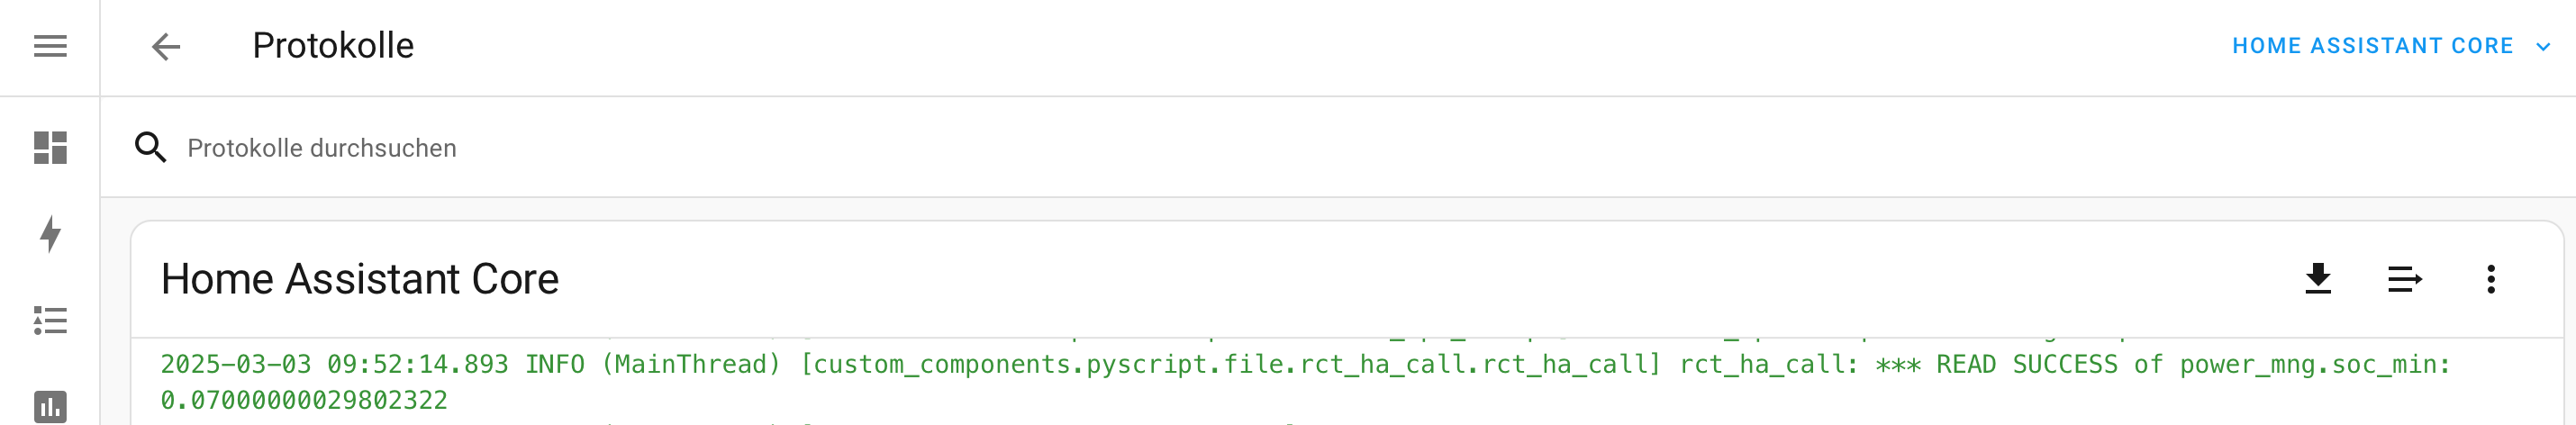 Protokolle
HOME ASSISTANT CORE
Protokolle durchsuchen
Home Assistant Core
2025-03-03 09:52:14.893 INFO (MainThread) [custom_components.pyscript.file.rct_ha_call.rct_ha_call] rct_ha_call: *** READ SUCCESS of power_mng.soc_min:
0.07000000029802322